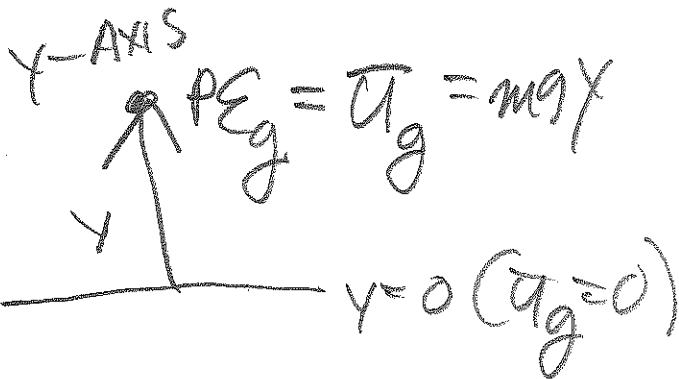 Y-AXIS
PEg = Ug = mgy
y
y=0 (Ug=0)